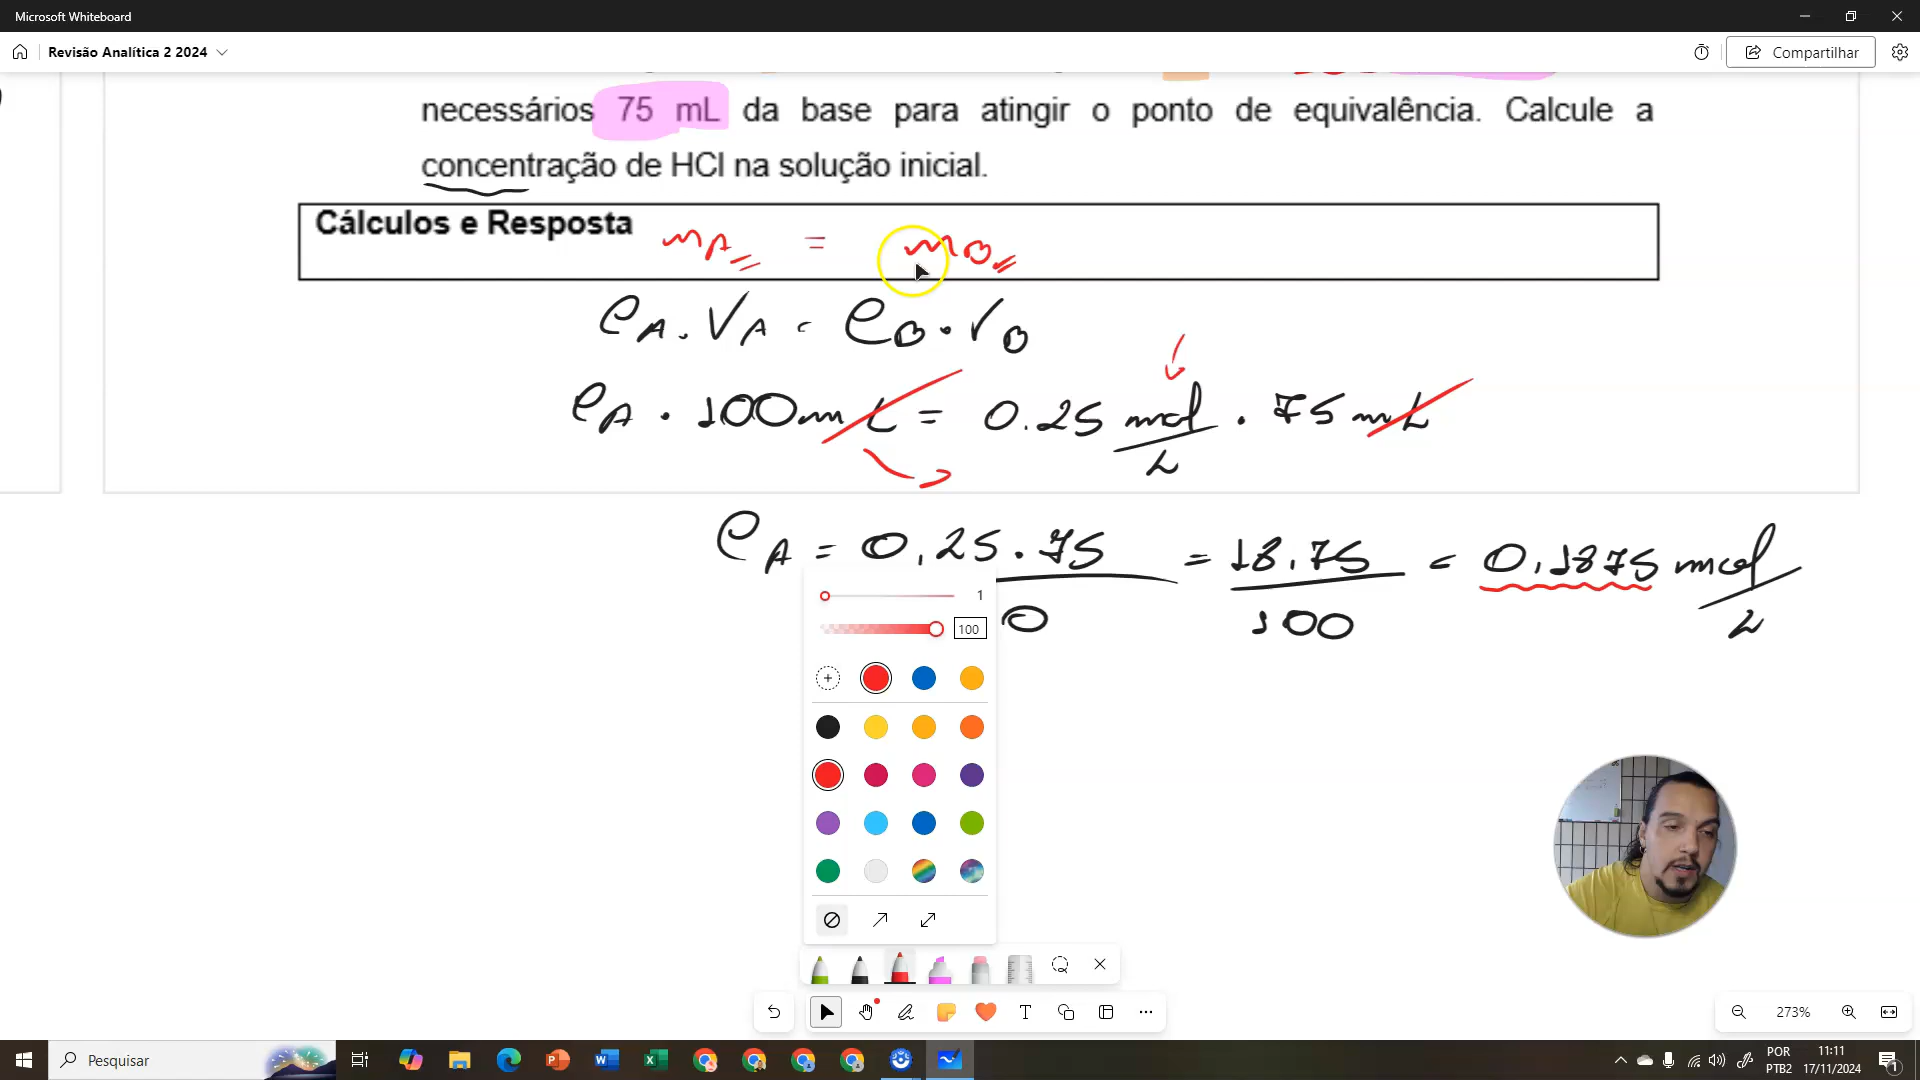 Microsoft Whiteboard
Revisão Analítica 2 2024
Compartilhar
necessários 75 mL da base para atingir o ponto de equivalência. Calcule a
concentração de HCl na solução inicial.
Cálculos e Resposta
nA = nB
CA . VA = CB . VB
CA . 100 mL = 0.25 mol/L . 75 mL
CA = 0,25 . 75 / 0 = 18.75 / 100 = 0,1875 mol/L
1
100
273%
Pesquisar
POR
PTB2
11:11
17/11/2024
1